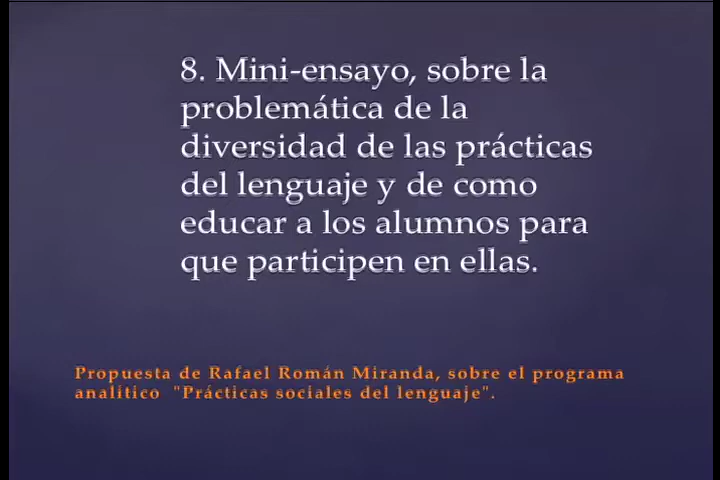 8. Mini-ensayo, sobre la
problemática de la
diversidad de las prácticas
del lenguaje y de como
educar a los alumnos para
que participen en ellas.
Propuesta de Rafael Román Miranda, sobre el programa
analítico "Prácticas sociales del lenguaje".